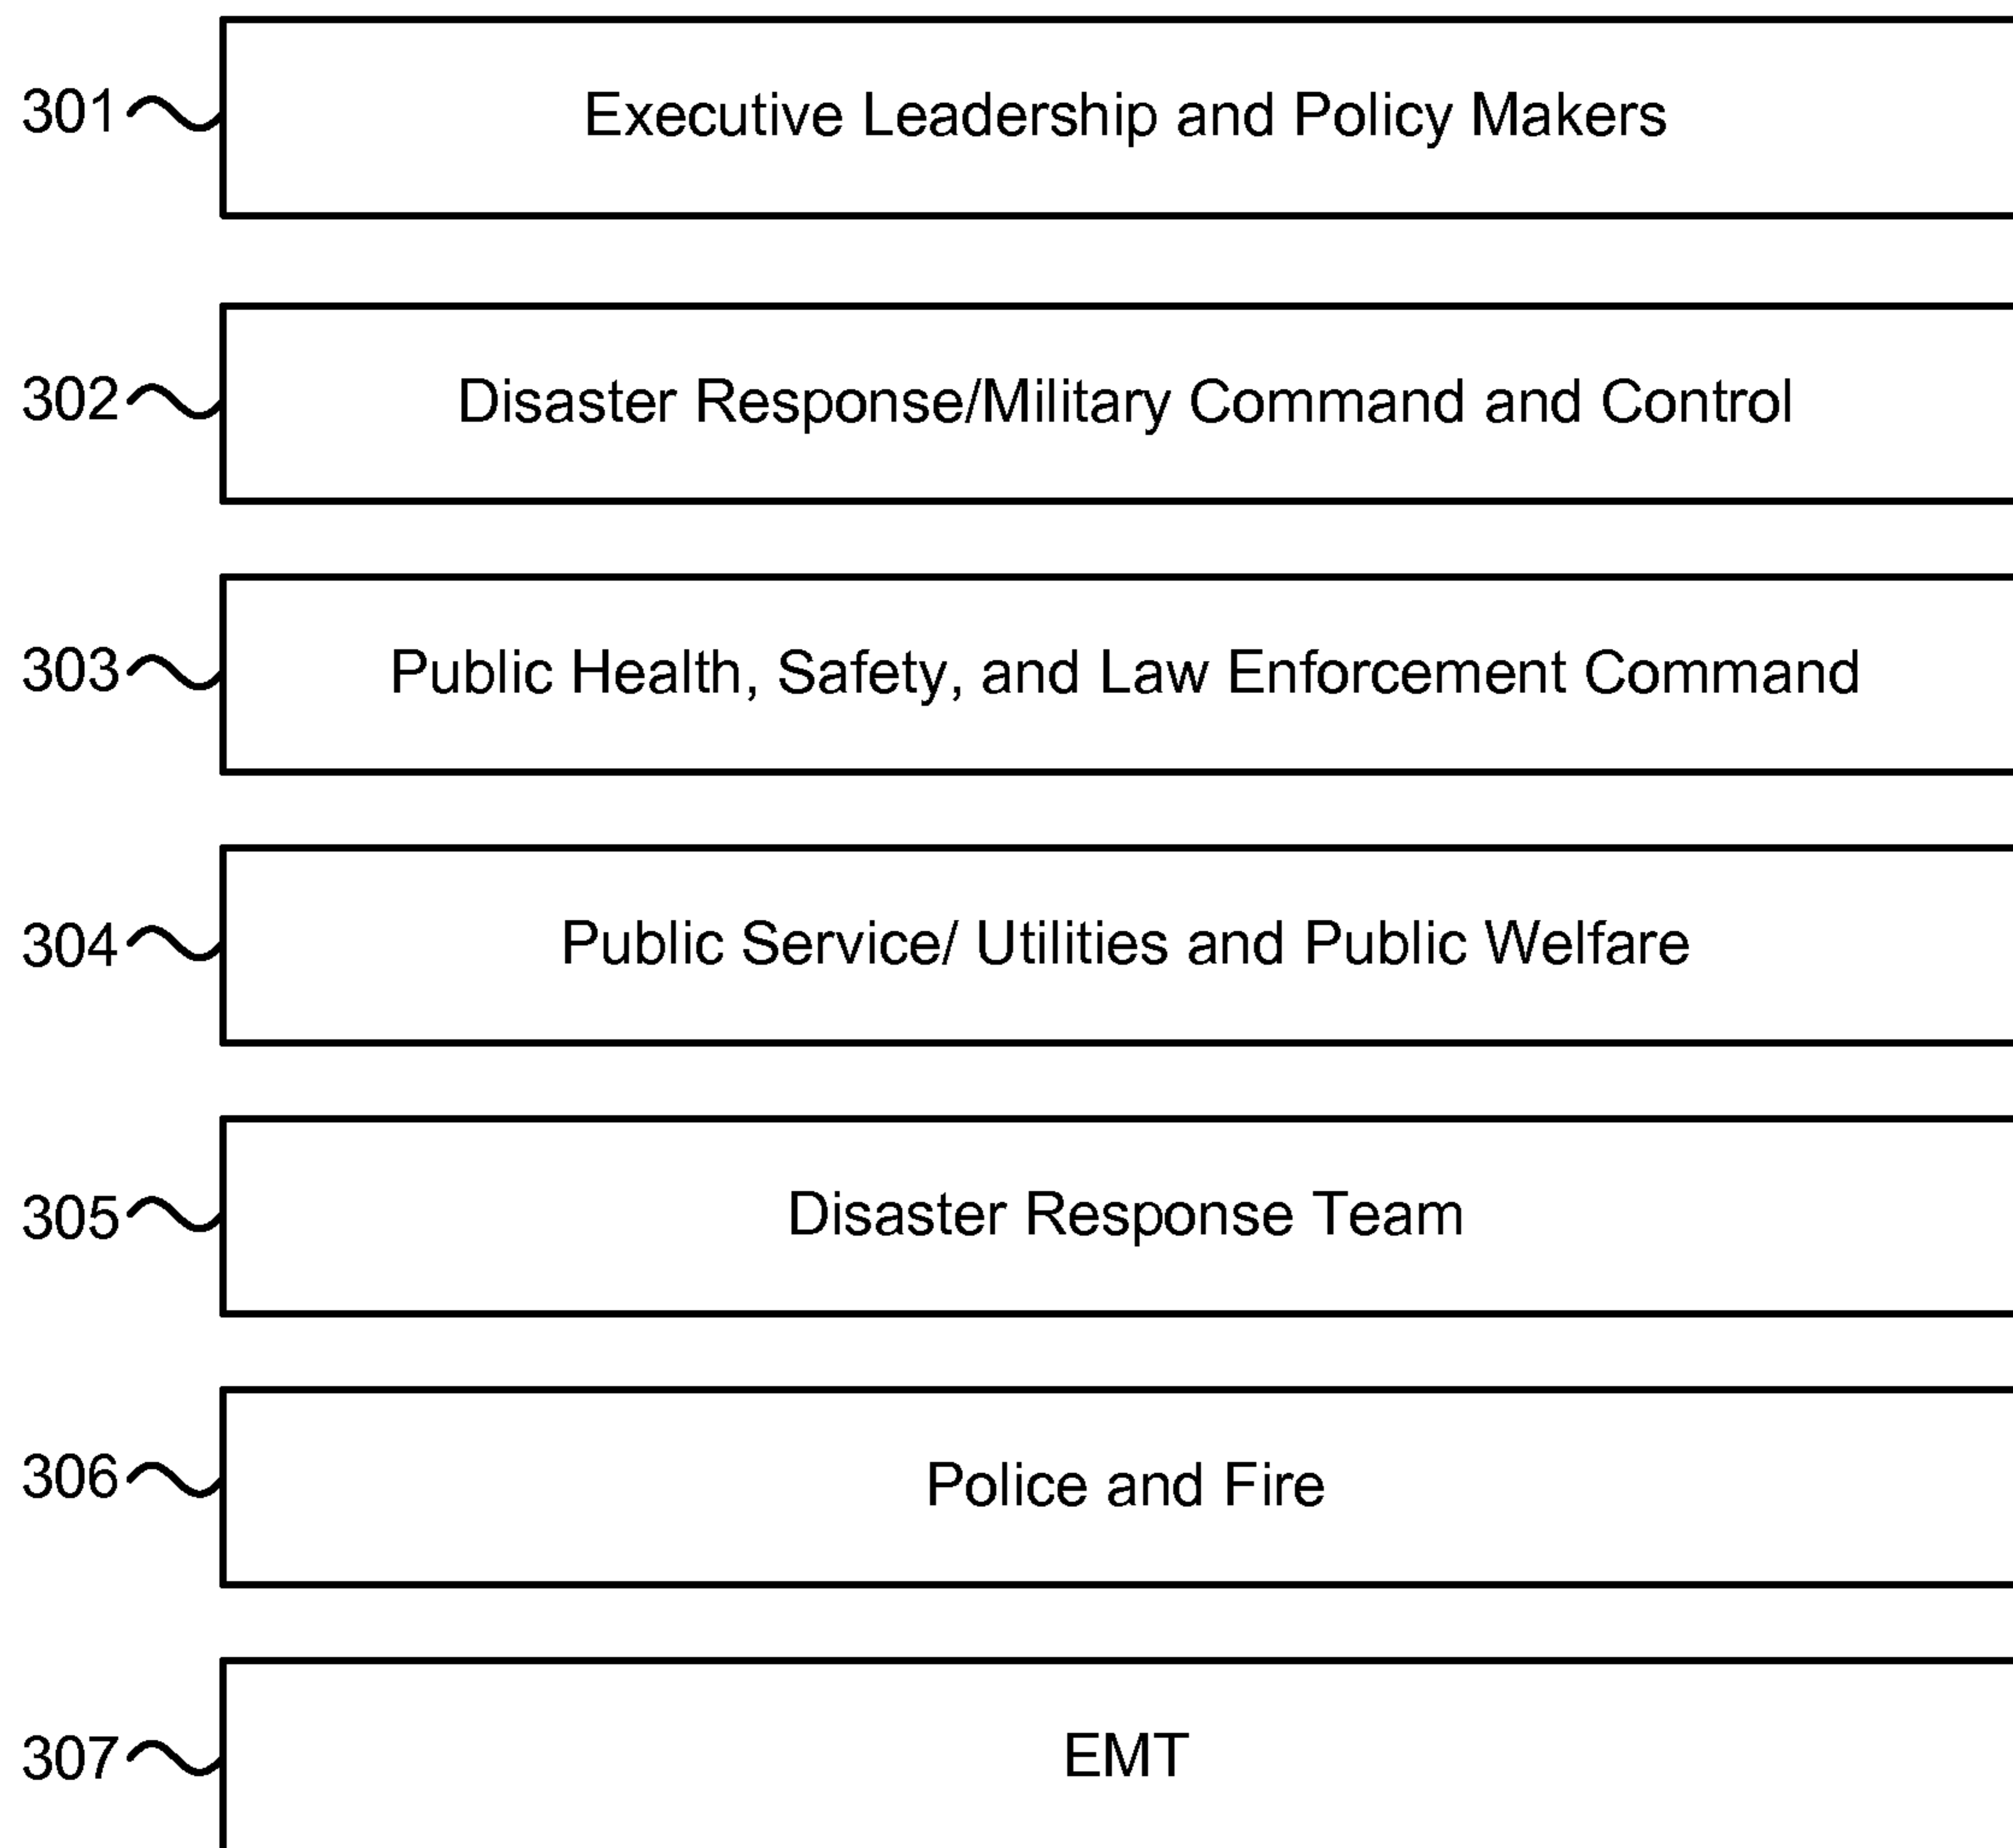 301 Executive Leadership and Policy Makers
302 Disaster Response/Military Command and Control
303 Public Health, Safety, and Law Enforcement Command
304 Public Service/ Utilities and Public Welfare
305 Disaster Response Team
306 Police and Fire
307 EMT